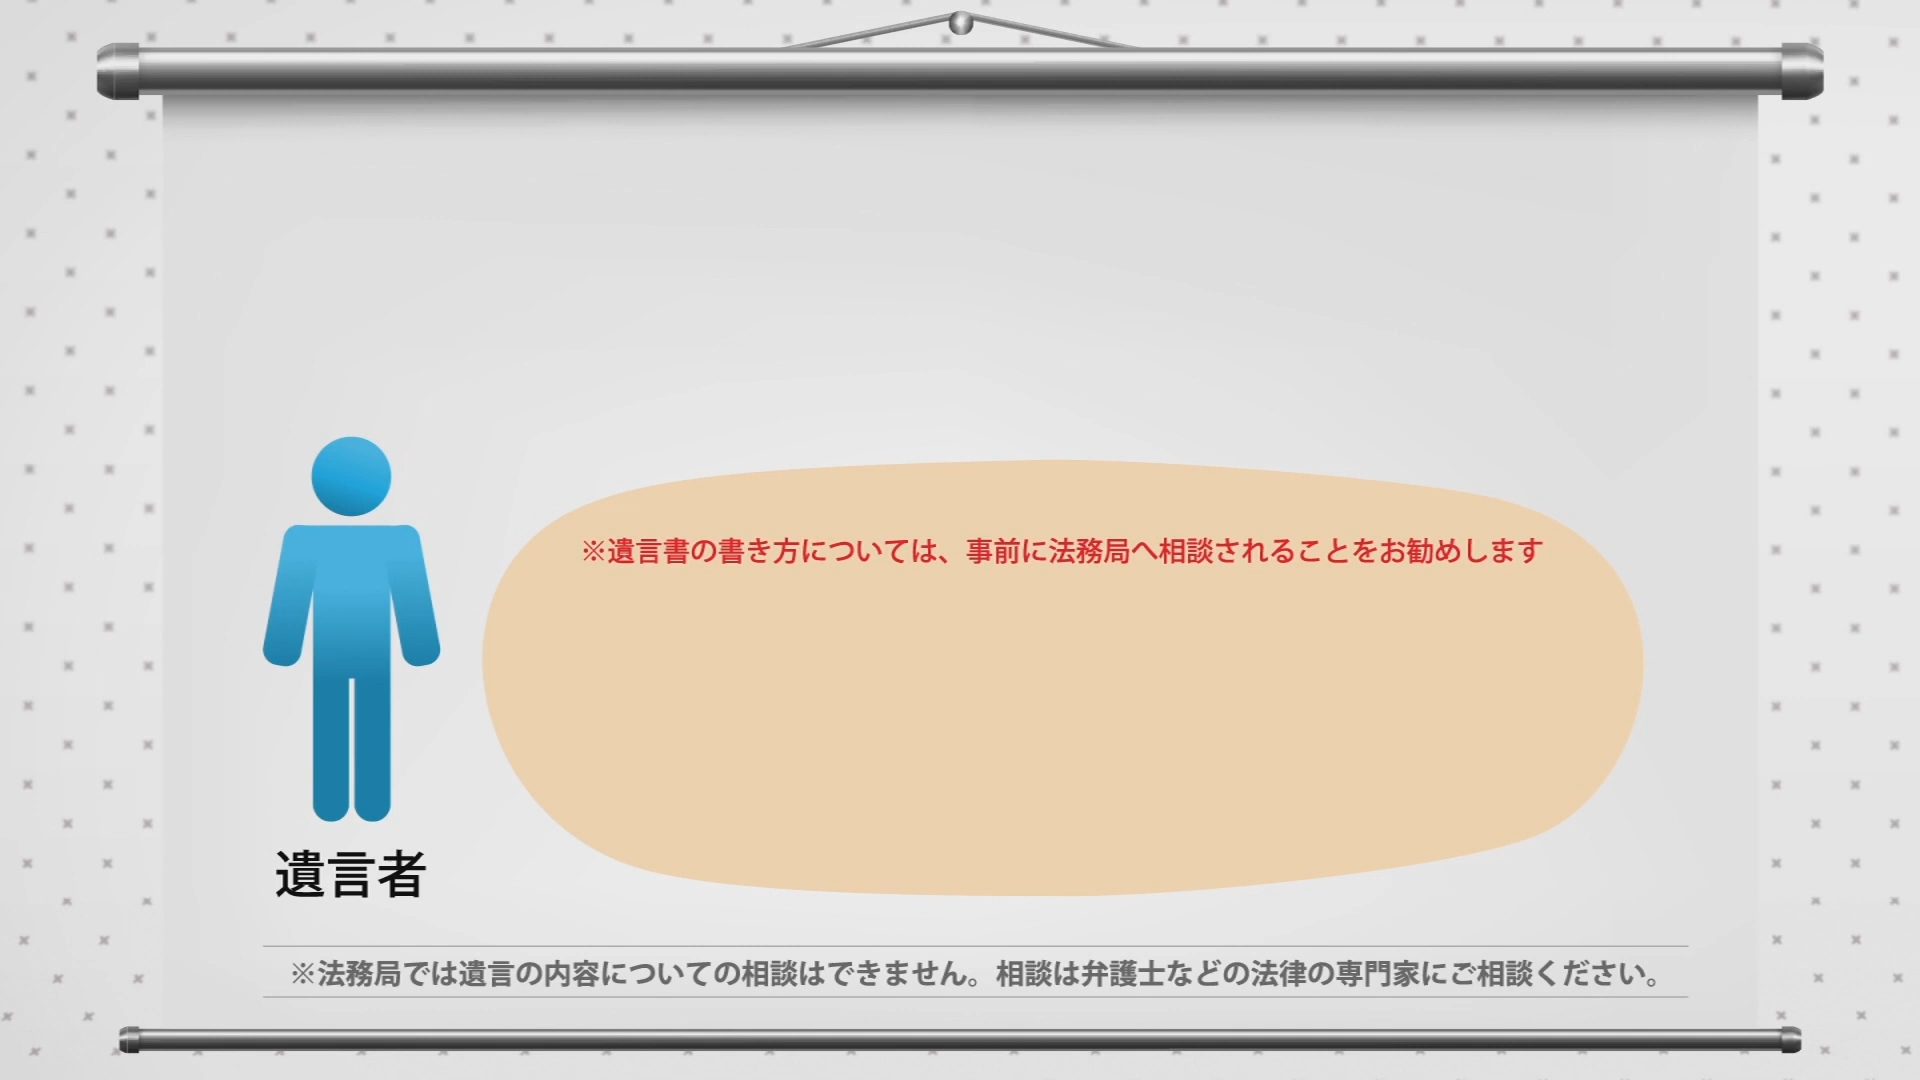 ※遺言書の書き方については、事前に法務局へ相談されることをお勧めします
遺言者
※法務局では遺言の内容についての相談はできません。相談は弁護士などの法律の専門家にご相談ください。